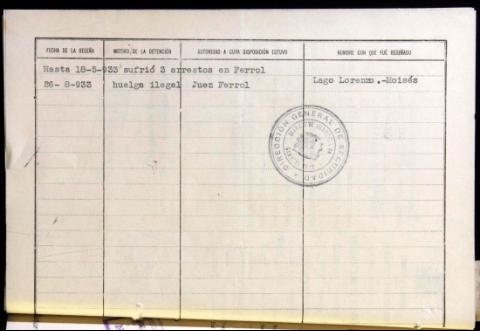 FECHA DE LA RESEÑA MOTIVO DE LA DETENCIÓN AUTORIDAD A CUYA DISPOSICIÓN ESTUVO NOMBRE CON QUE FUÉ RESEÑADO
Hasta 18-5-933 sufrió 3 arrestos en Ferrol
26- 8-933 huelga ilegal Juez Ferrol Lago Lorenzo.-Moisés
DIRECCIÓN GENERAL DE SEGURIDAD